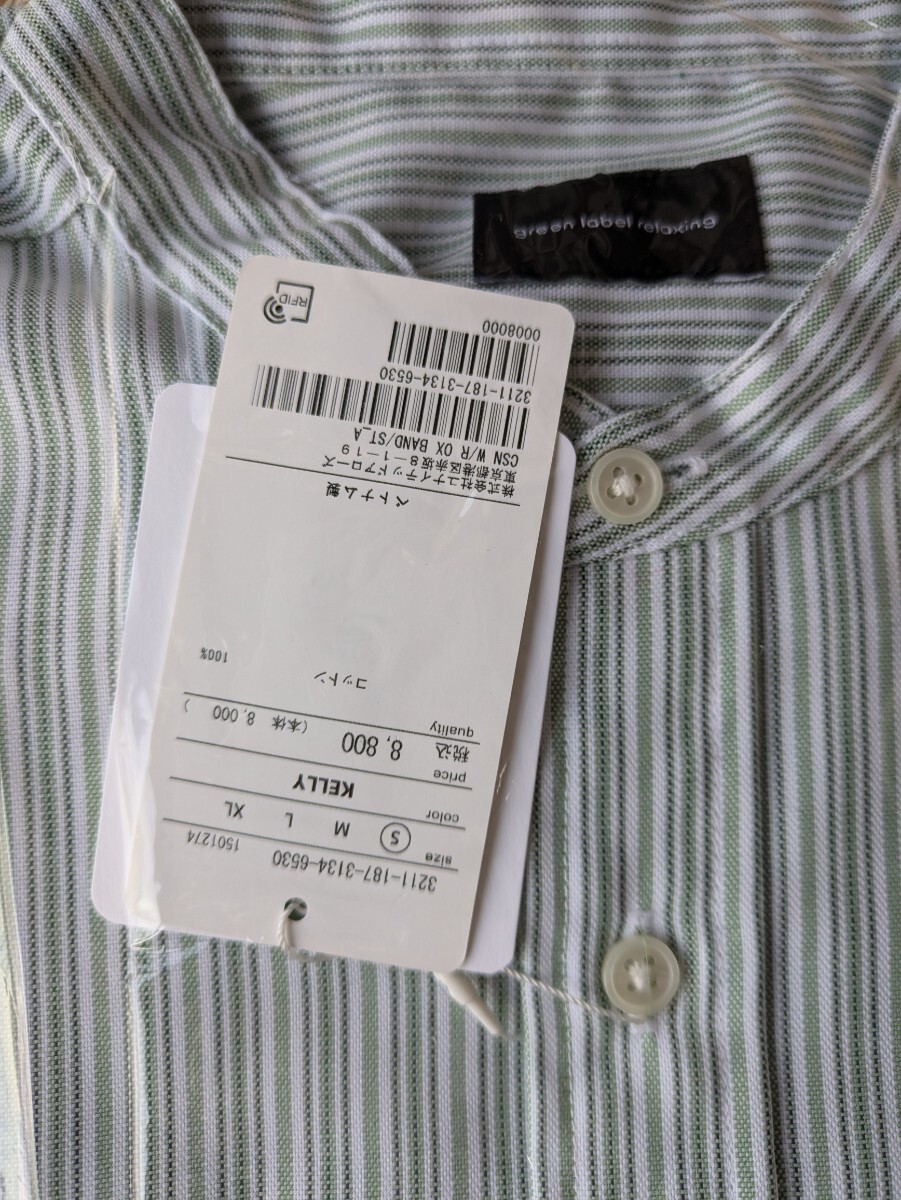 green label relaxing
3211-187-3134-6530
size 1501274
S M L XL
color KELLY
price
税込 8,800 (本体 8,000 )
quality
コットン
100%
ベトナム製
株式会社ユナイテッドアローズ
東京都港区赤坂8-1-19
CSN W/R OX BAND/ST_A
3211-187-3134-6530
0008000
RFID